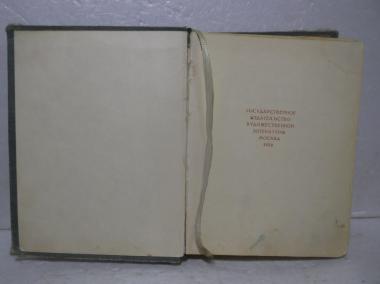 ГОСУДАРСТВЕННОЕ
ИЗДАТЕЛЬСТВО
ХУДОЖЕСТВЕННОЙ
ЛИТЕРАТУРЫ
МОСКВА